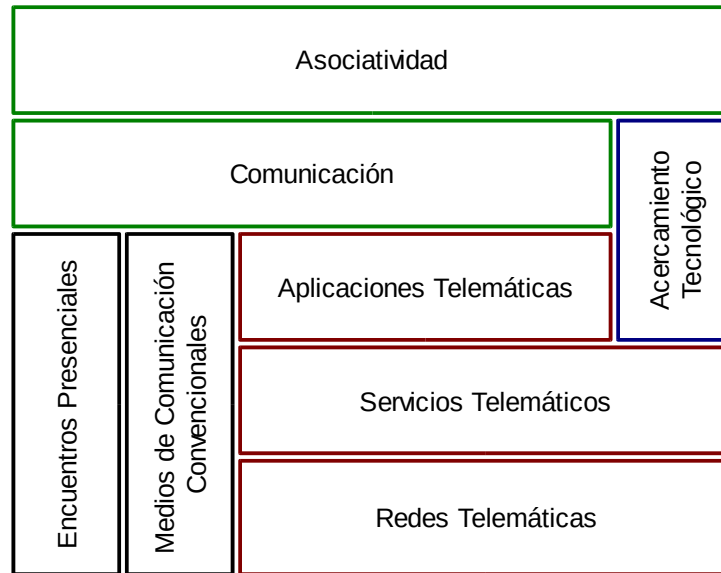 Asociatividad
Comunicación
Acercamiento
Tecnológico
Encuentros Presenciales
Medios de Comunicación
Convencionales
Aplicaciones Telemáticas
Servicios Telemáticos
Redes Telemáticas